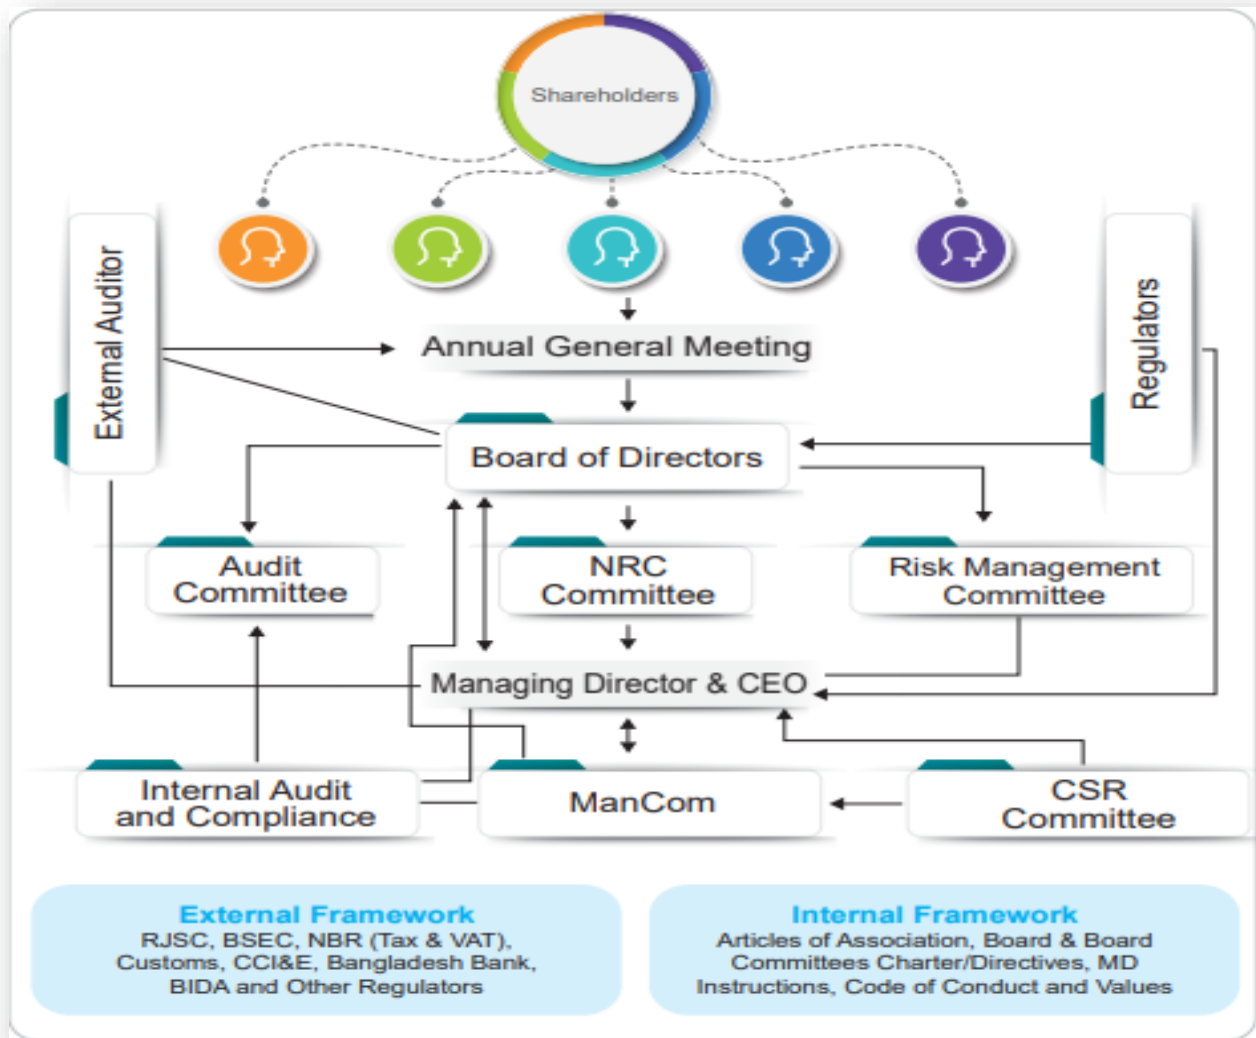 Shareholders
External Auditor
Regulators
Annual General Meeting
Board of Directors
Audit
Committee
NRC
Committee
Risk Management
Committee
Managing Director & CEO
Internal Audit
and Compliance
ManCom
CSR
Committee
External Framework
RJSC, BSEC, NBR (Tax & VAT),
Customs, CCI&E, Bangladesh Bank,
BIDA and Other Regulators
Internal Framework
Articles of Association, Board & Board
Committees Charter/Directives, MD
Instructions, Code of Conduct and Values